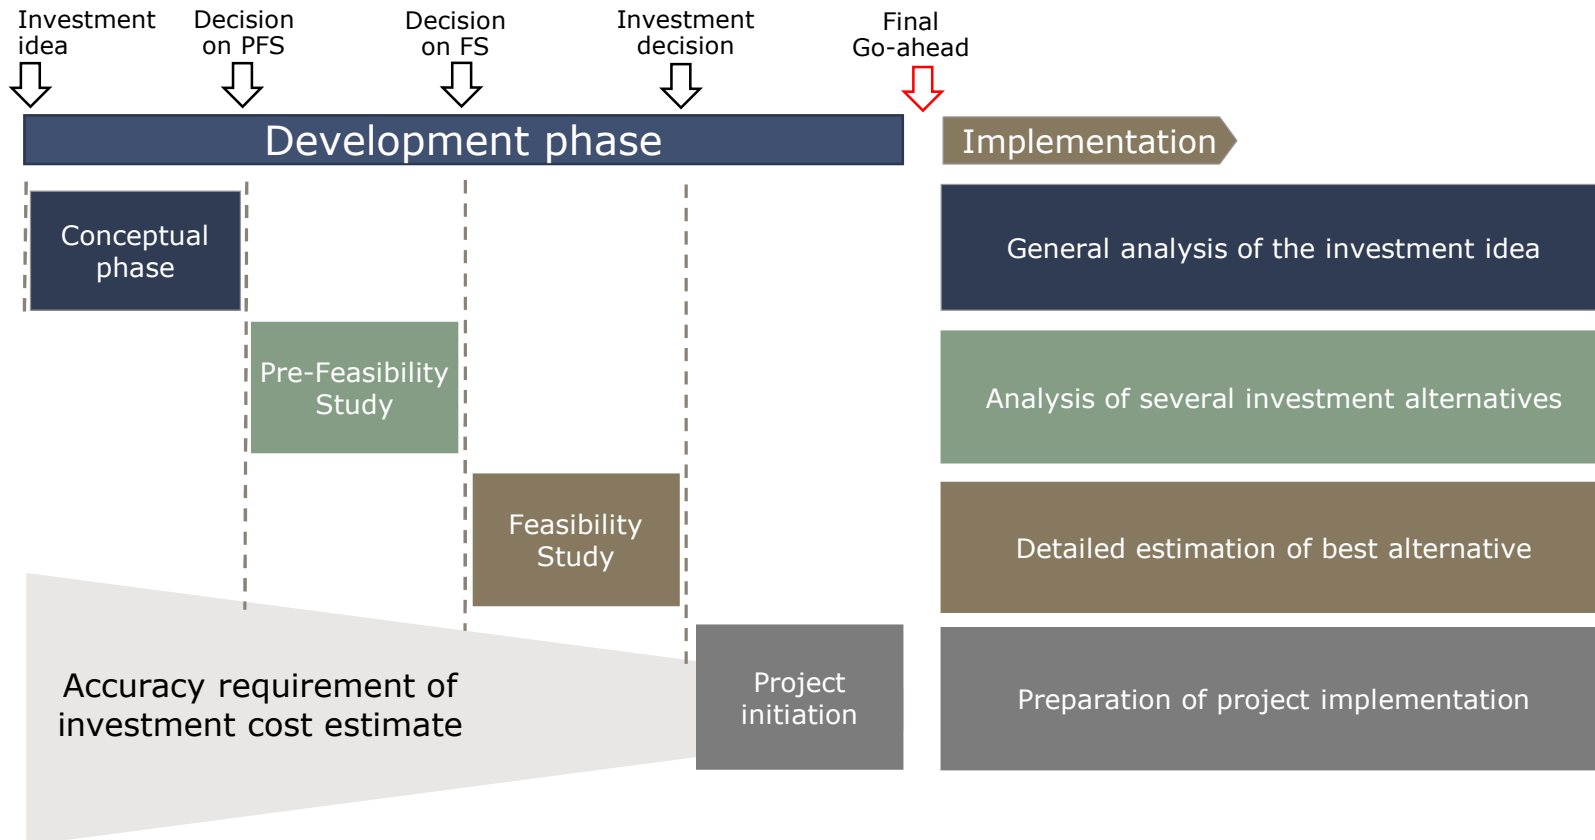 Investment
idea
Decision
on PFS
Decision
on FS
Investment
decision
Final
Go-ahead
Development phase
Implementation
Conceptual
phase
General analysis of the investment idea
Pre-Feasibility
Study
Analysis of several investment alternatives
Feasibility
Study
Detailed estimation of best alternative
Accuracy requirement of
investment cost estimate
Project
initiation
Preparation of project implementation